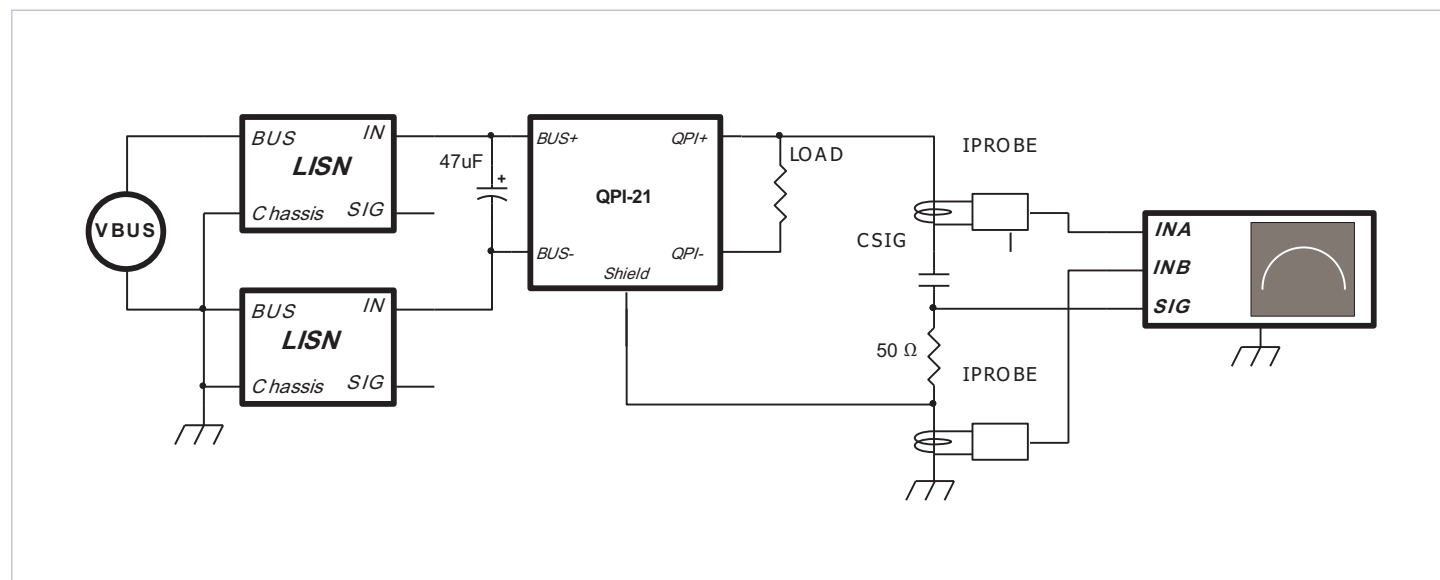 BUS IN
LISN
Chassis SIG
VBUS
BUS IN
LISN
Chassis SIG
47uF
+
BUS+ QPI+
QPI-21
BUS- QPI-
Shield
LOAD
IPROBE
CSIG
50 Ω
IPROBE
INA
INB
SIG